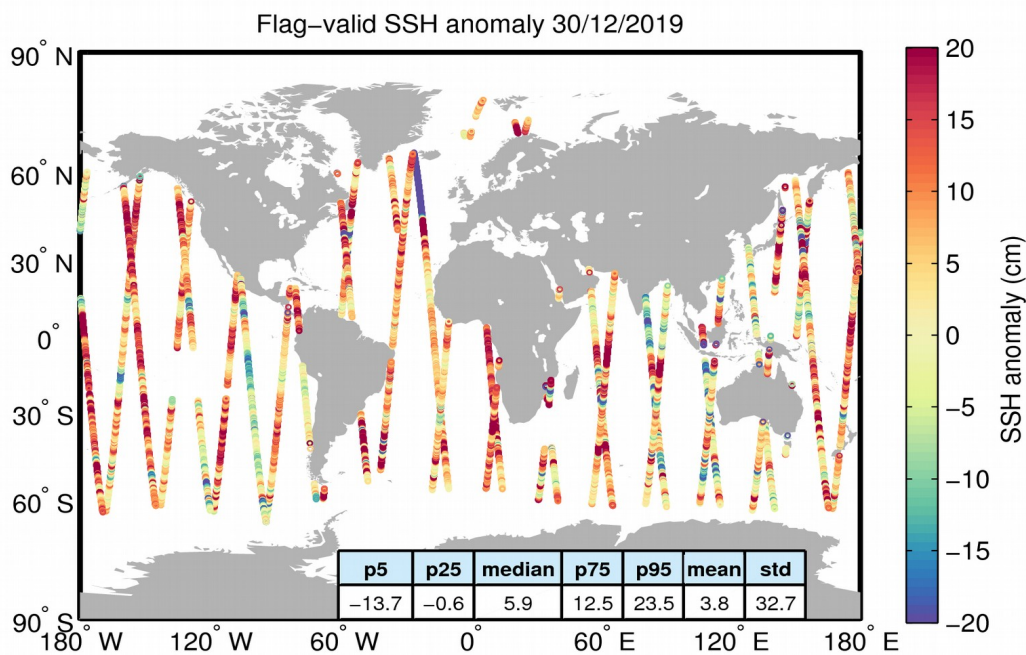 Flag–valid SSH anomaly 30/12/2019
90° N
60° N
30° N
0°
30° S
60° S
90° S
180° W 120° W 60° W 0° 60° E 120° E 180° E
p5 p25 median p75 p95 mean std
−13.7 −0.6 5.9 12.5 23.5 3.8 32.7
20
15
10
5
0
−5
−10
−15
−20
SSH anomaly (cm)